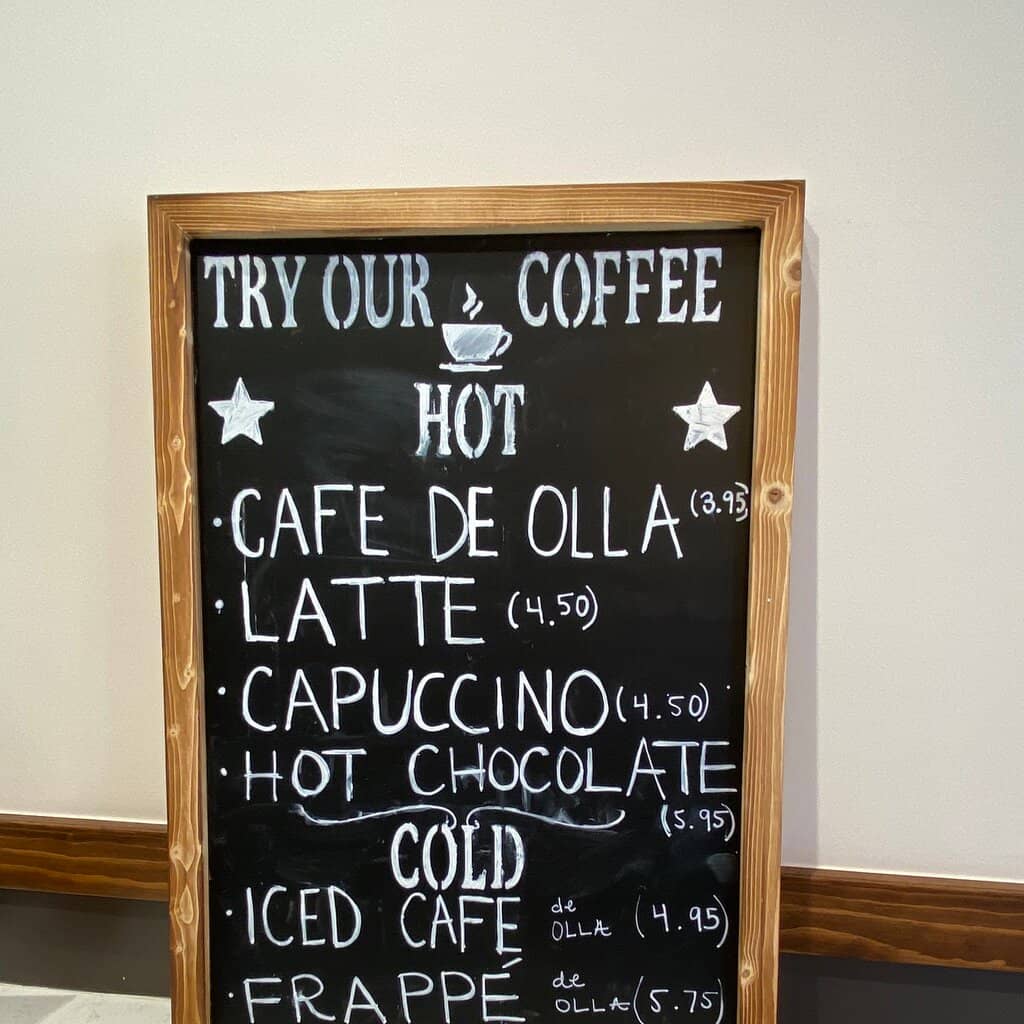 TRY OUR COFFEE
HOT
· CAFE DE OLLA (3.95)
· LATTE (4.50)
· CAPUCCINO (4.50)
· HOT CHOCOLATE
(5.95)
COLD
· ICED CAFE de OLLA (4.95)
· FRAPPÉ de OLLA (5.75)